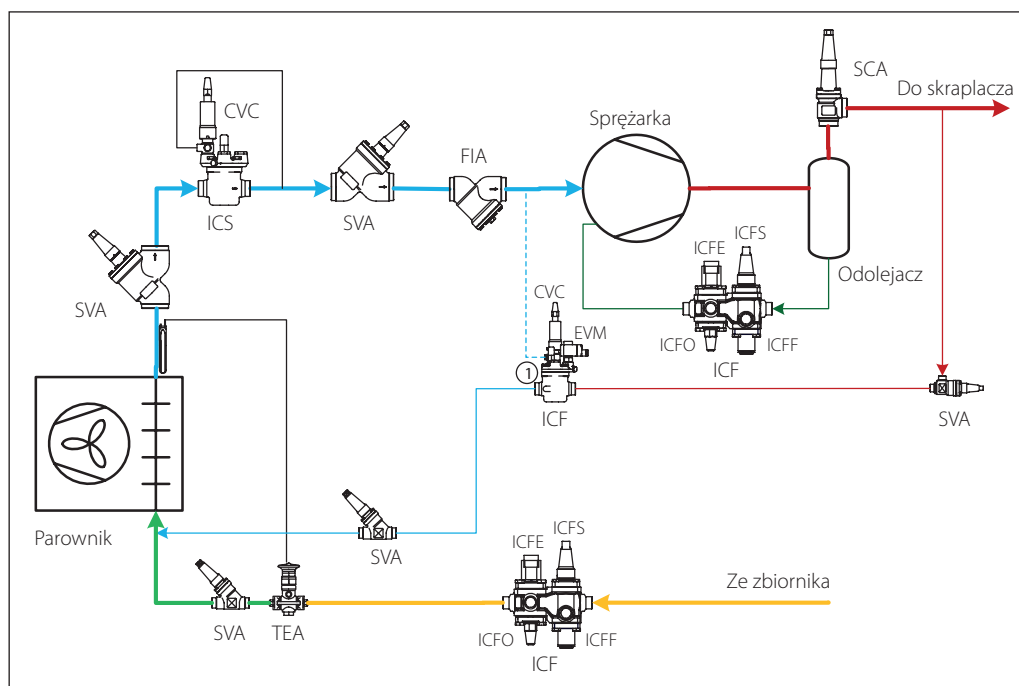 SCA
Do skraplacza
CVC
Sprężarka
FIA
ICS
SVA
SVA
Odolejacz
ICFE
ICFS
ICFO
ICFF
ICF
CVC
EVM
1
ICF
SVA
Parownik
SVA
ICFE
ICFS
Ze zbiornika
SVA
TEA
ICFO
ICFF
ICF